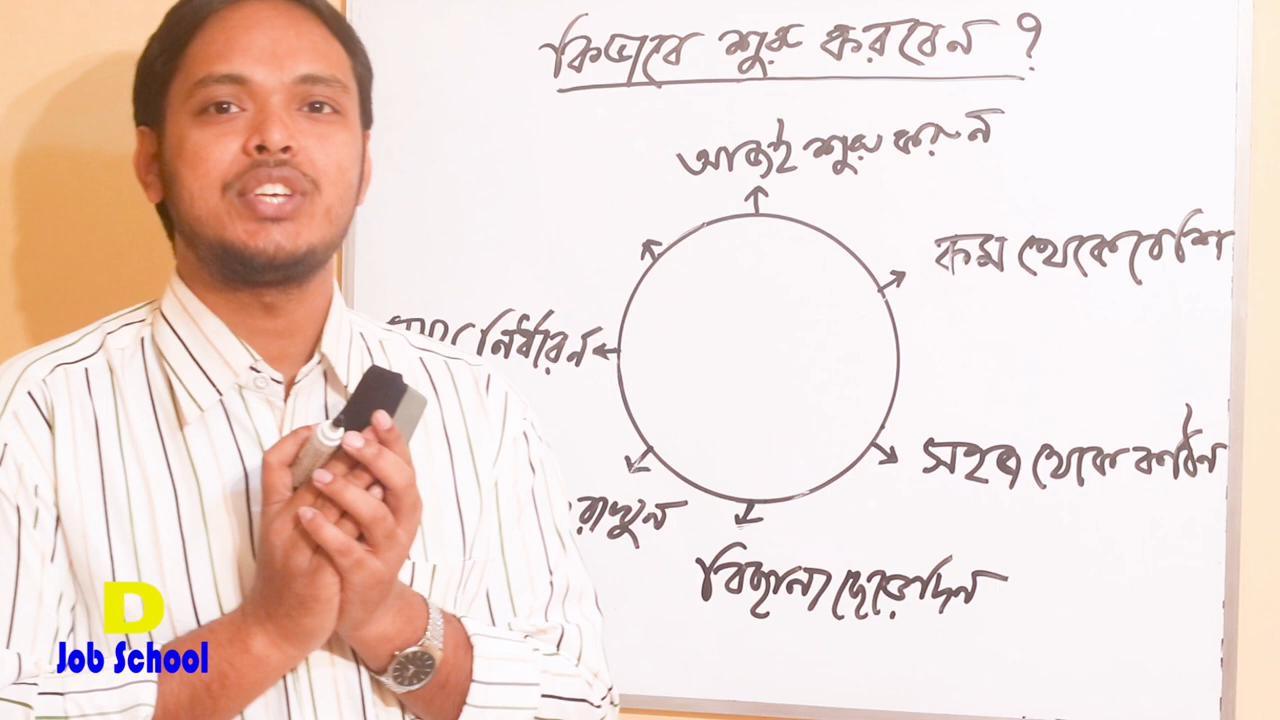 কিভাবে শুরু করবেন ?
আজই শুরু করুন
কম থেকে বেশি
নির্ধারন
সহজ থেকে কঠিন
রাখুন
বিছানা ছেড়ে দিন
D
Job School